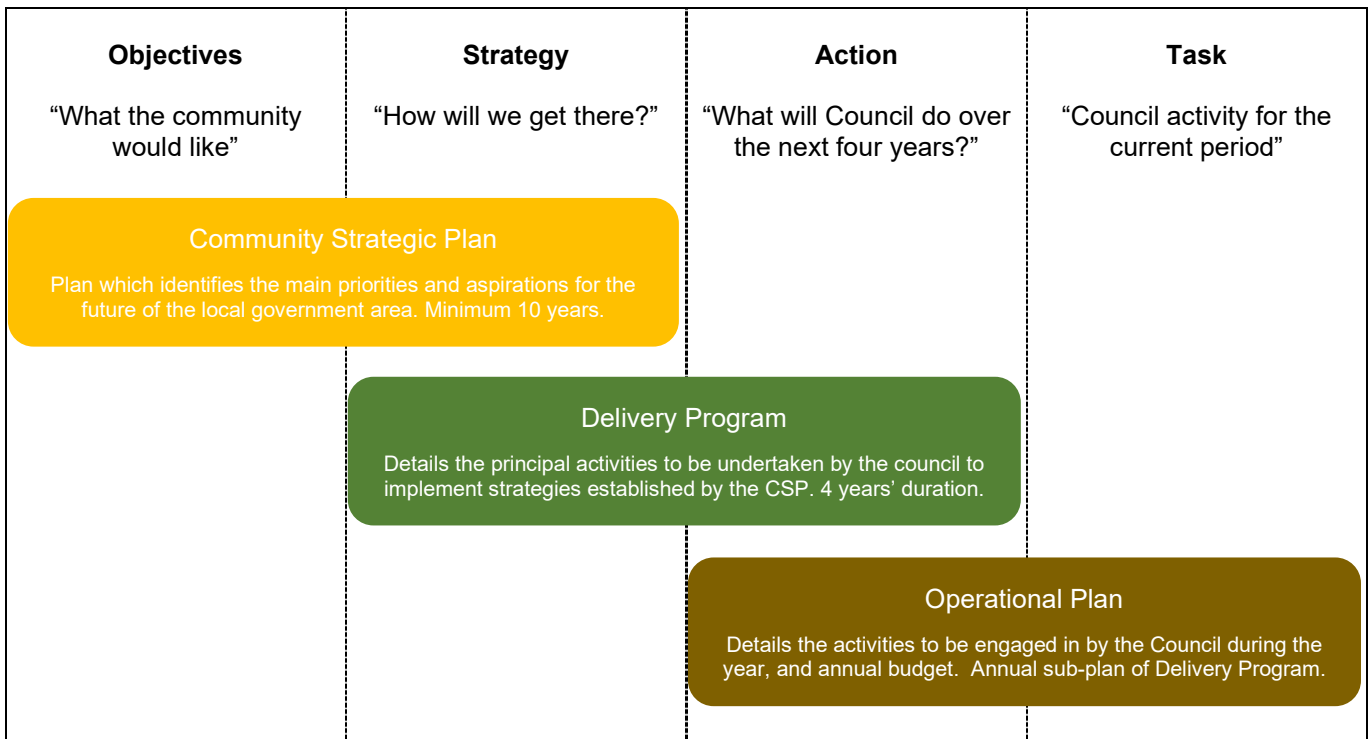 Objectives
“What the community
would like”
Strategy
“How will we get there?”
Action
“What will Council do over
the next four years?”
Task
“Council activity for the
current period”
Community Strategic Plan
Plan which identifies the main priorities and aspirations for the
future of the local government area. Minimum 10 years.
Delivery Program
Details the principal activities to be undertaken by the council to
implement strategies established by the CSP. 4 years’ duration.
Operational Plan
Details the activities to be engaged in by the Council during the
year, and annual budget.  Annual sub-plan of Delivery Program.